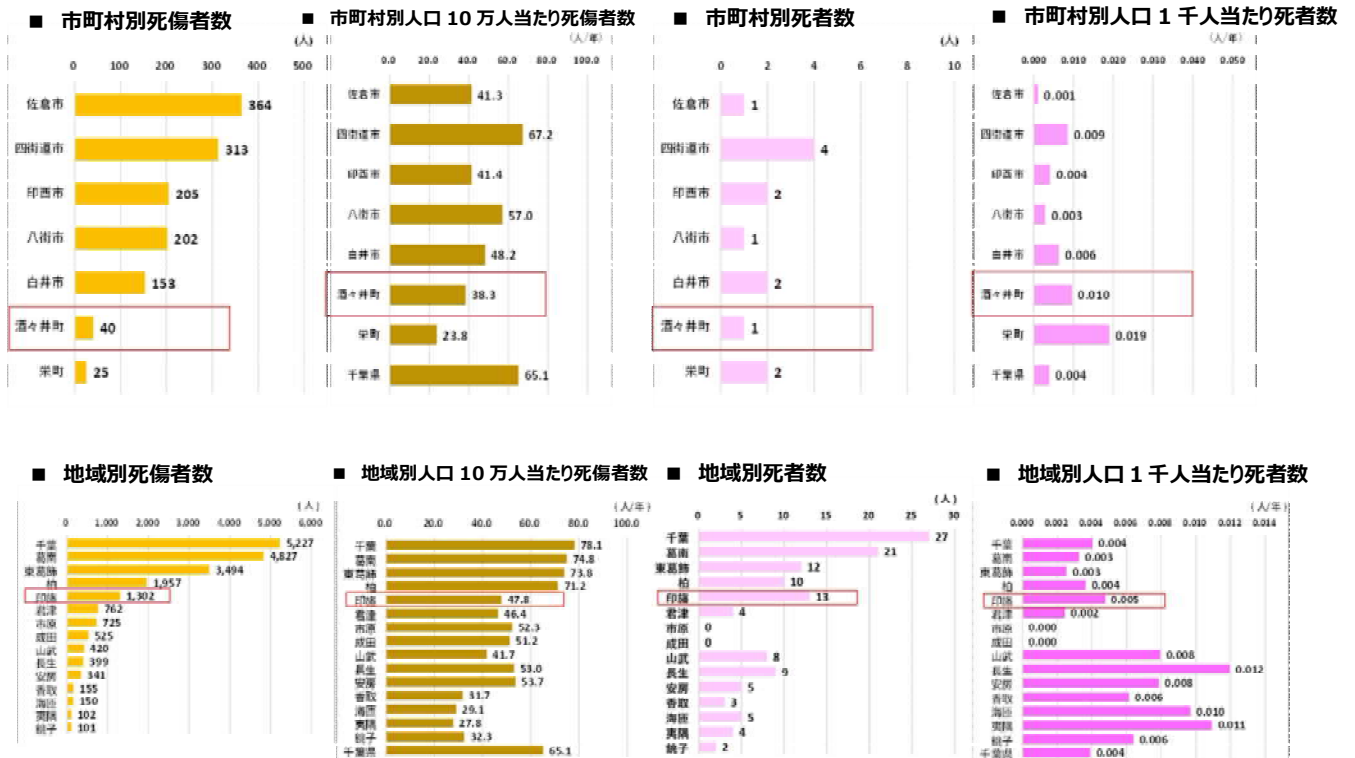 ■ 市町村別死傷者数
(人)
0 100 200 300 400 500
佐倉市 364
四街道市 313
印西市 205
八街市 202
白井市 153
酒々井町 40
栄町 25
■ 市町村別人口 10 万人当たり死傷者数
(人/年)
0.0 20.0 40.0 60.0 80.0 100.0
佐倉市 41.3
四街道市 67.2
印西市 41.4
八街市 57.0
白井市 48.2
酒々井町 38.3
栄町 23.8
千葉県 65.1
■ 市町村別死者数
(人)
0 2 4 6 8 10
佐倉市 1
四街道市 4
印西市 2
八街市 1
白井市 2
酒々井町 1
栄町 2
■ 市町村別人口 1 千人当たり死者数
(人/年)
0.000 0.010 0.020 0.030 0.040 0.050
佐倉市 0.001
四街道市 0.009
印西市 0.004
八街市 0.003
白井市 0.006
酒々井町 0.010
栄町 0.019
千葉県 0.004
■ 地域別死傷者数
(人)
0 1,000 2,000 3,000 4,000 5,000 6,000
千葉 5,227
葛南 4,827
東葛飾 3,494
柏 1,957
印旛 1,302
君津 762
市原 725
成田 525
山武 420
長生 399
安房 341
香取 155
海匝 150
夷隅 102
銚子 101
■ 地域別人口 10 万人当たり死傷者数
(人/年)
0.0 20.0 40.0 60.0 80.0 100.0
千葉 78.1
葛南 74.8
東葛飾 73.8
柏 71.2
印旛 47.8
君津 46.4
市原 52.3
成田 51.2
山武 41.7
長生 53.0
安房 53.7
香取 31.7
海匝 29.1
夷隅 27.8
銚子 32.3
千葉県 65.1
■ 地域別死者数
(人)
0 5 10 15 20 25 30
千葉 27
葛南 21
東葛飾 12
柏 10
印旛 13
君津 4
市原 0
成田 0
山武 8
長生 9
安房 5
香取 3
海匝 5
夷隅 4
銚子 2
■ 地域別人口 1 千人当たり死者数
(人/年)
0.000 0.002 0.004 0.006 0.008 0.010 0.012 0.014
千葉 0.004
葛南 0.003
東葛飾 0.003
柏 0.004
印旛 0.005
君津 0.002
市原 0.000
成田 0.000
山武 0.008
長生 0.012
安房 0.008
香取 0.006
海匝 0.010
夷隅 0.011
銚子 0.006
千葉県 0.004